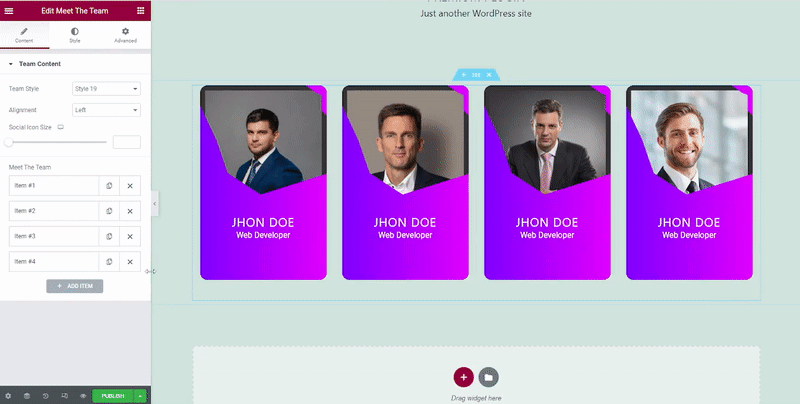 Edit Meet The Team
Content
Style
Advanced
Team Content
Team Style
Style 19
Alignment
Left
Social Icon Size
Meet The Team
Item #1
Item #2
Item #3
Item #4
+ ADD ITEM
PUBLISH
Just another WordPress site
JHON DOE
Web Developer
JHON DOE
Web Developer
JHON DOE
Web Developer
JHON DOE
Web Developer
Drag widget here